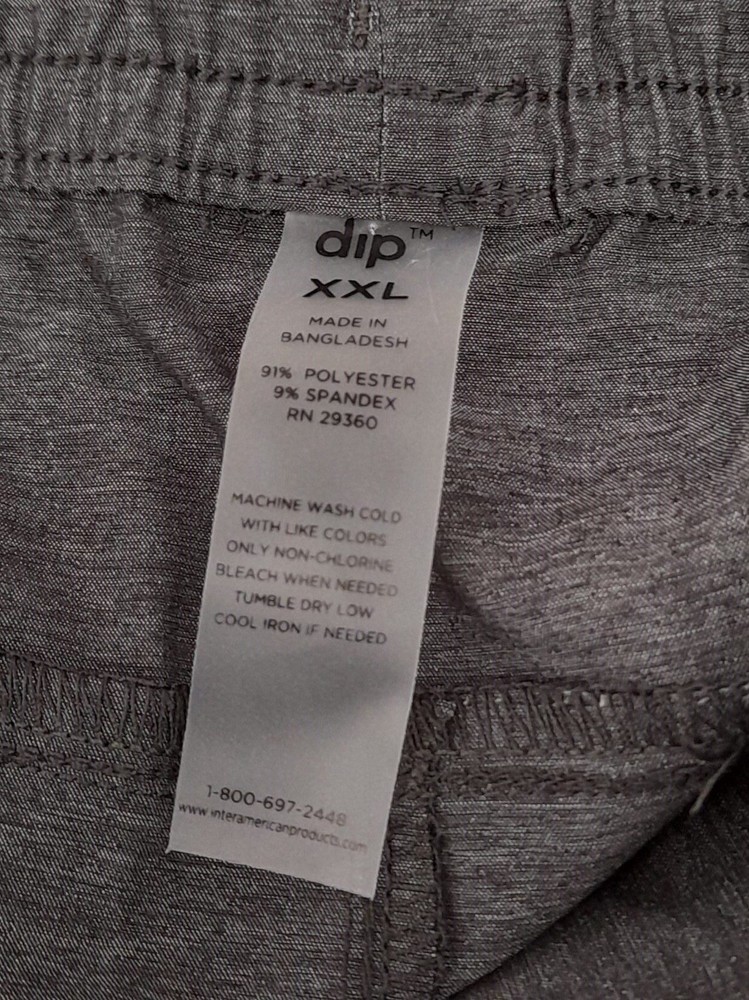 dip™
XXL
MADE IN
BANGLADESH
91% POLYESTER
9% SPANDEX
RN 29360
MACHINE WASH COLD
WITH LIKE COLORS
ONLY NON-CHLORINE
BLEACH WHEN NEEDED
TUMBLE DRY LOW
COOL IRON IF NEEDED
1-800-697-2448
www.interamericanproducts.com